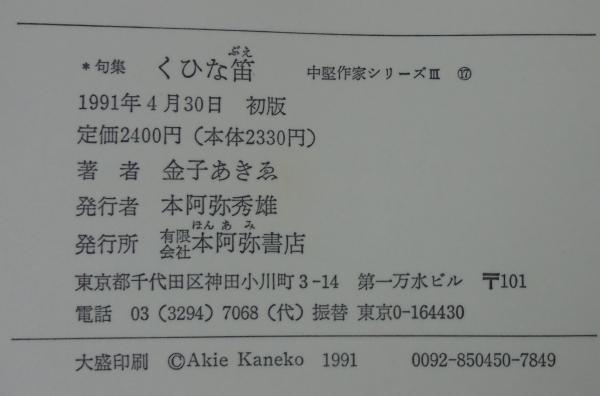 *句集 くひな笛 ぶえ 中堅作家シリーズⅢ ⑰
1991年4月30日 初版
定価2400円（本体2330円）
著者 金子あきゑ
発行者 本阿弥秀雄
発行所 有限会社 本阿弥書店 ほんあみ
東京都千代田区神田小川町3-14 第一万水ビル 〒101
電話 03（3294）7068（代）振替 東京0-164430
大盛印刷 ©Akie Kaneko 1991 0092-850450-7849